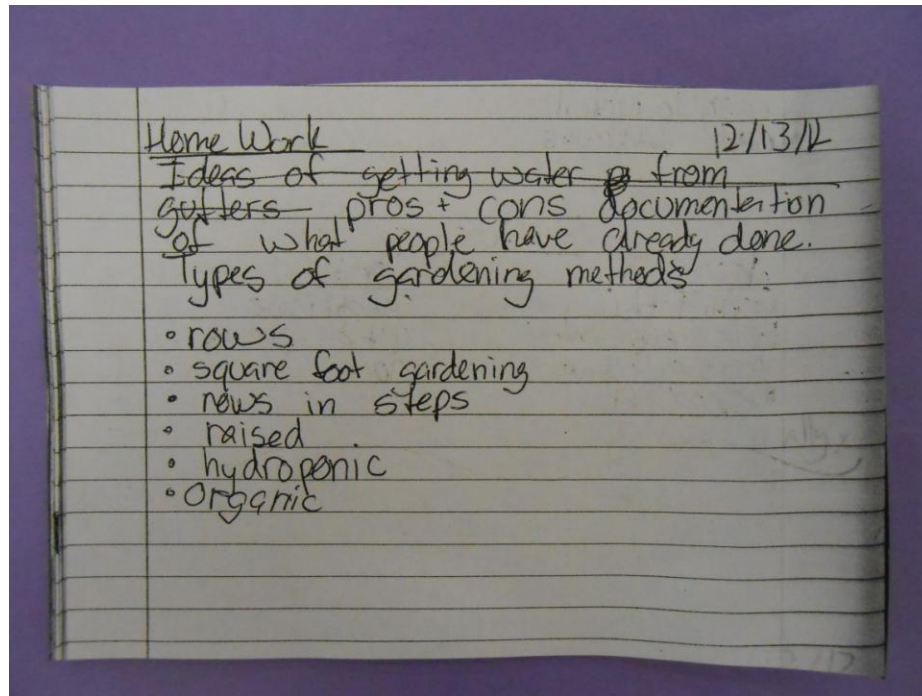 Home Work 12/13/12
Ideas of getting water from
gutters pros + cons documentation
of what people have already done.
Types of gardening methods
• rows
• square foot gardening
• rows in steps
• raised
• hydroponic
• Organic